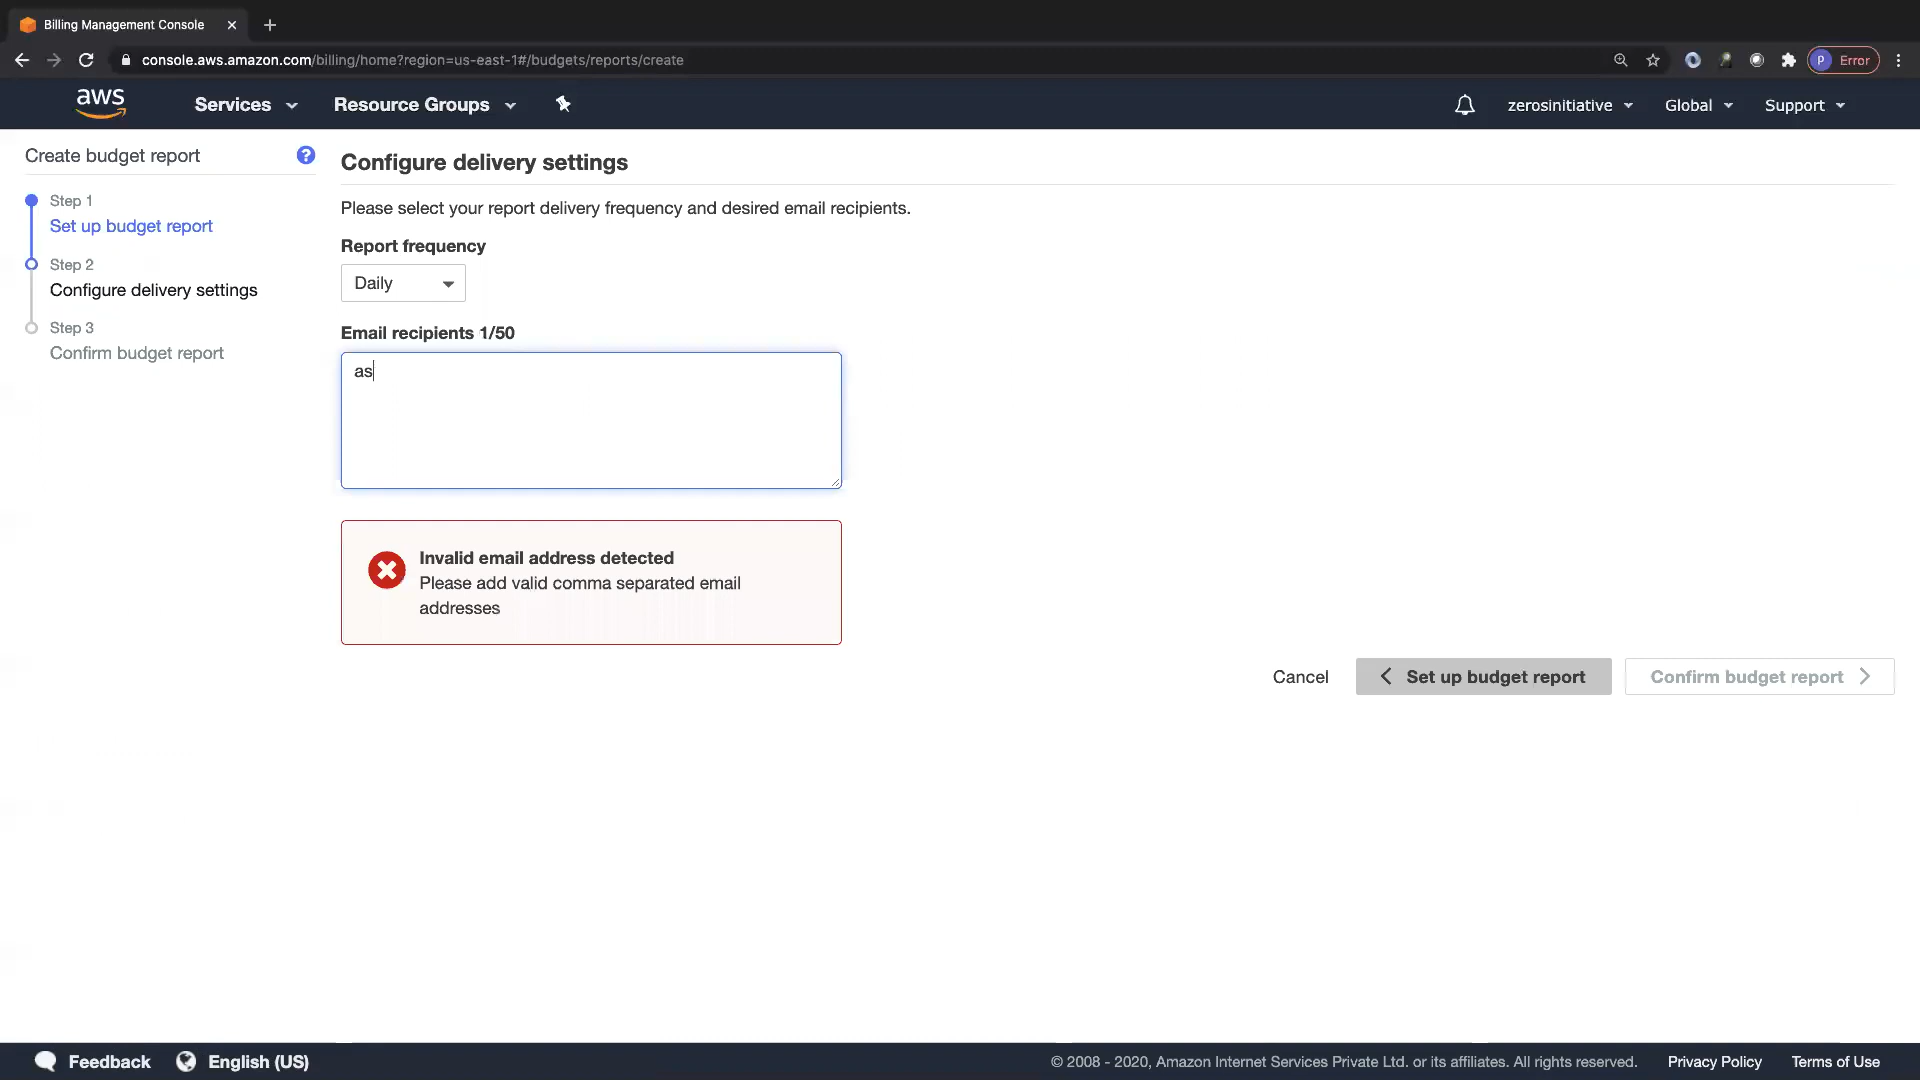 Billing Management Console
console.aws.amazon.com/billing/home?region=us-east-1#/budgets/reports/create
P Error
aws
Services
Resource Groups
zerosinitiative
Global
Support
Create budget report
?
Step 1
Set up budget report
Step 2
Configure delivery settings
Step 3
Confirm budget report
Configure delivery settings
Please select your report delivery frequency and desired email recipients.
Report frequency
Daily
Email recipients 1/50
as
Invalid email address detected
Please add valid comma separated email
addresses
Cancel
Set up budget report
Confirm budget report
Feedback
English (US)
© 2008 - 2020, Amazon Internet Services Private Ltd. or its affiliates. All rights reserved.
Privacy Policy
Terms of Use